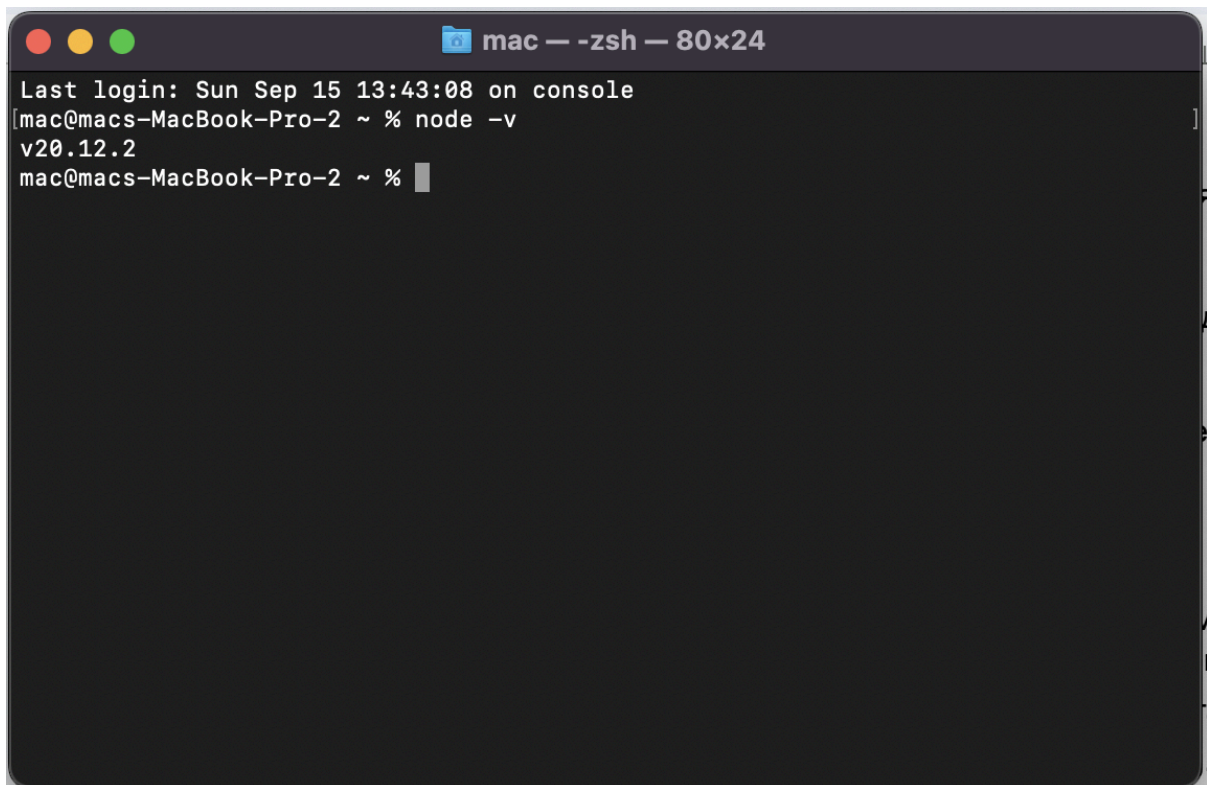 mac — -zsh — 80×24
Last login: Sun Sep 15 13:43:08 on console
[mac@macs-MacBook-Pro-2 ~ % node -v ]
v20.12.2
mac@macs-MacBook-Pro-2 ~ %